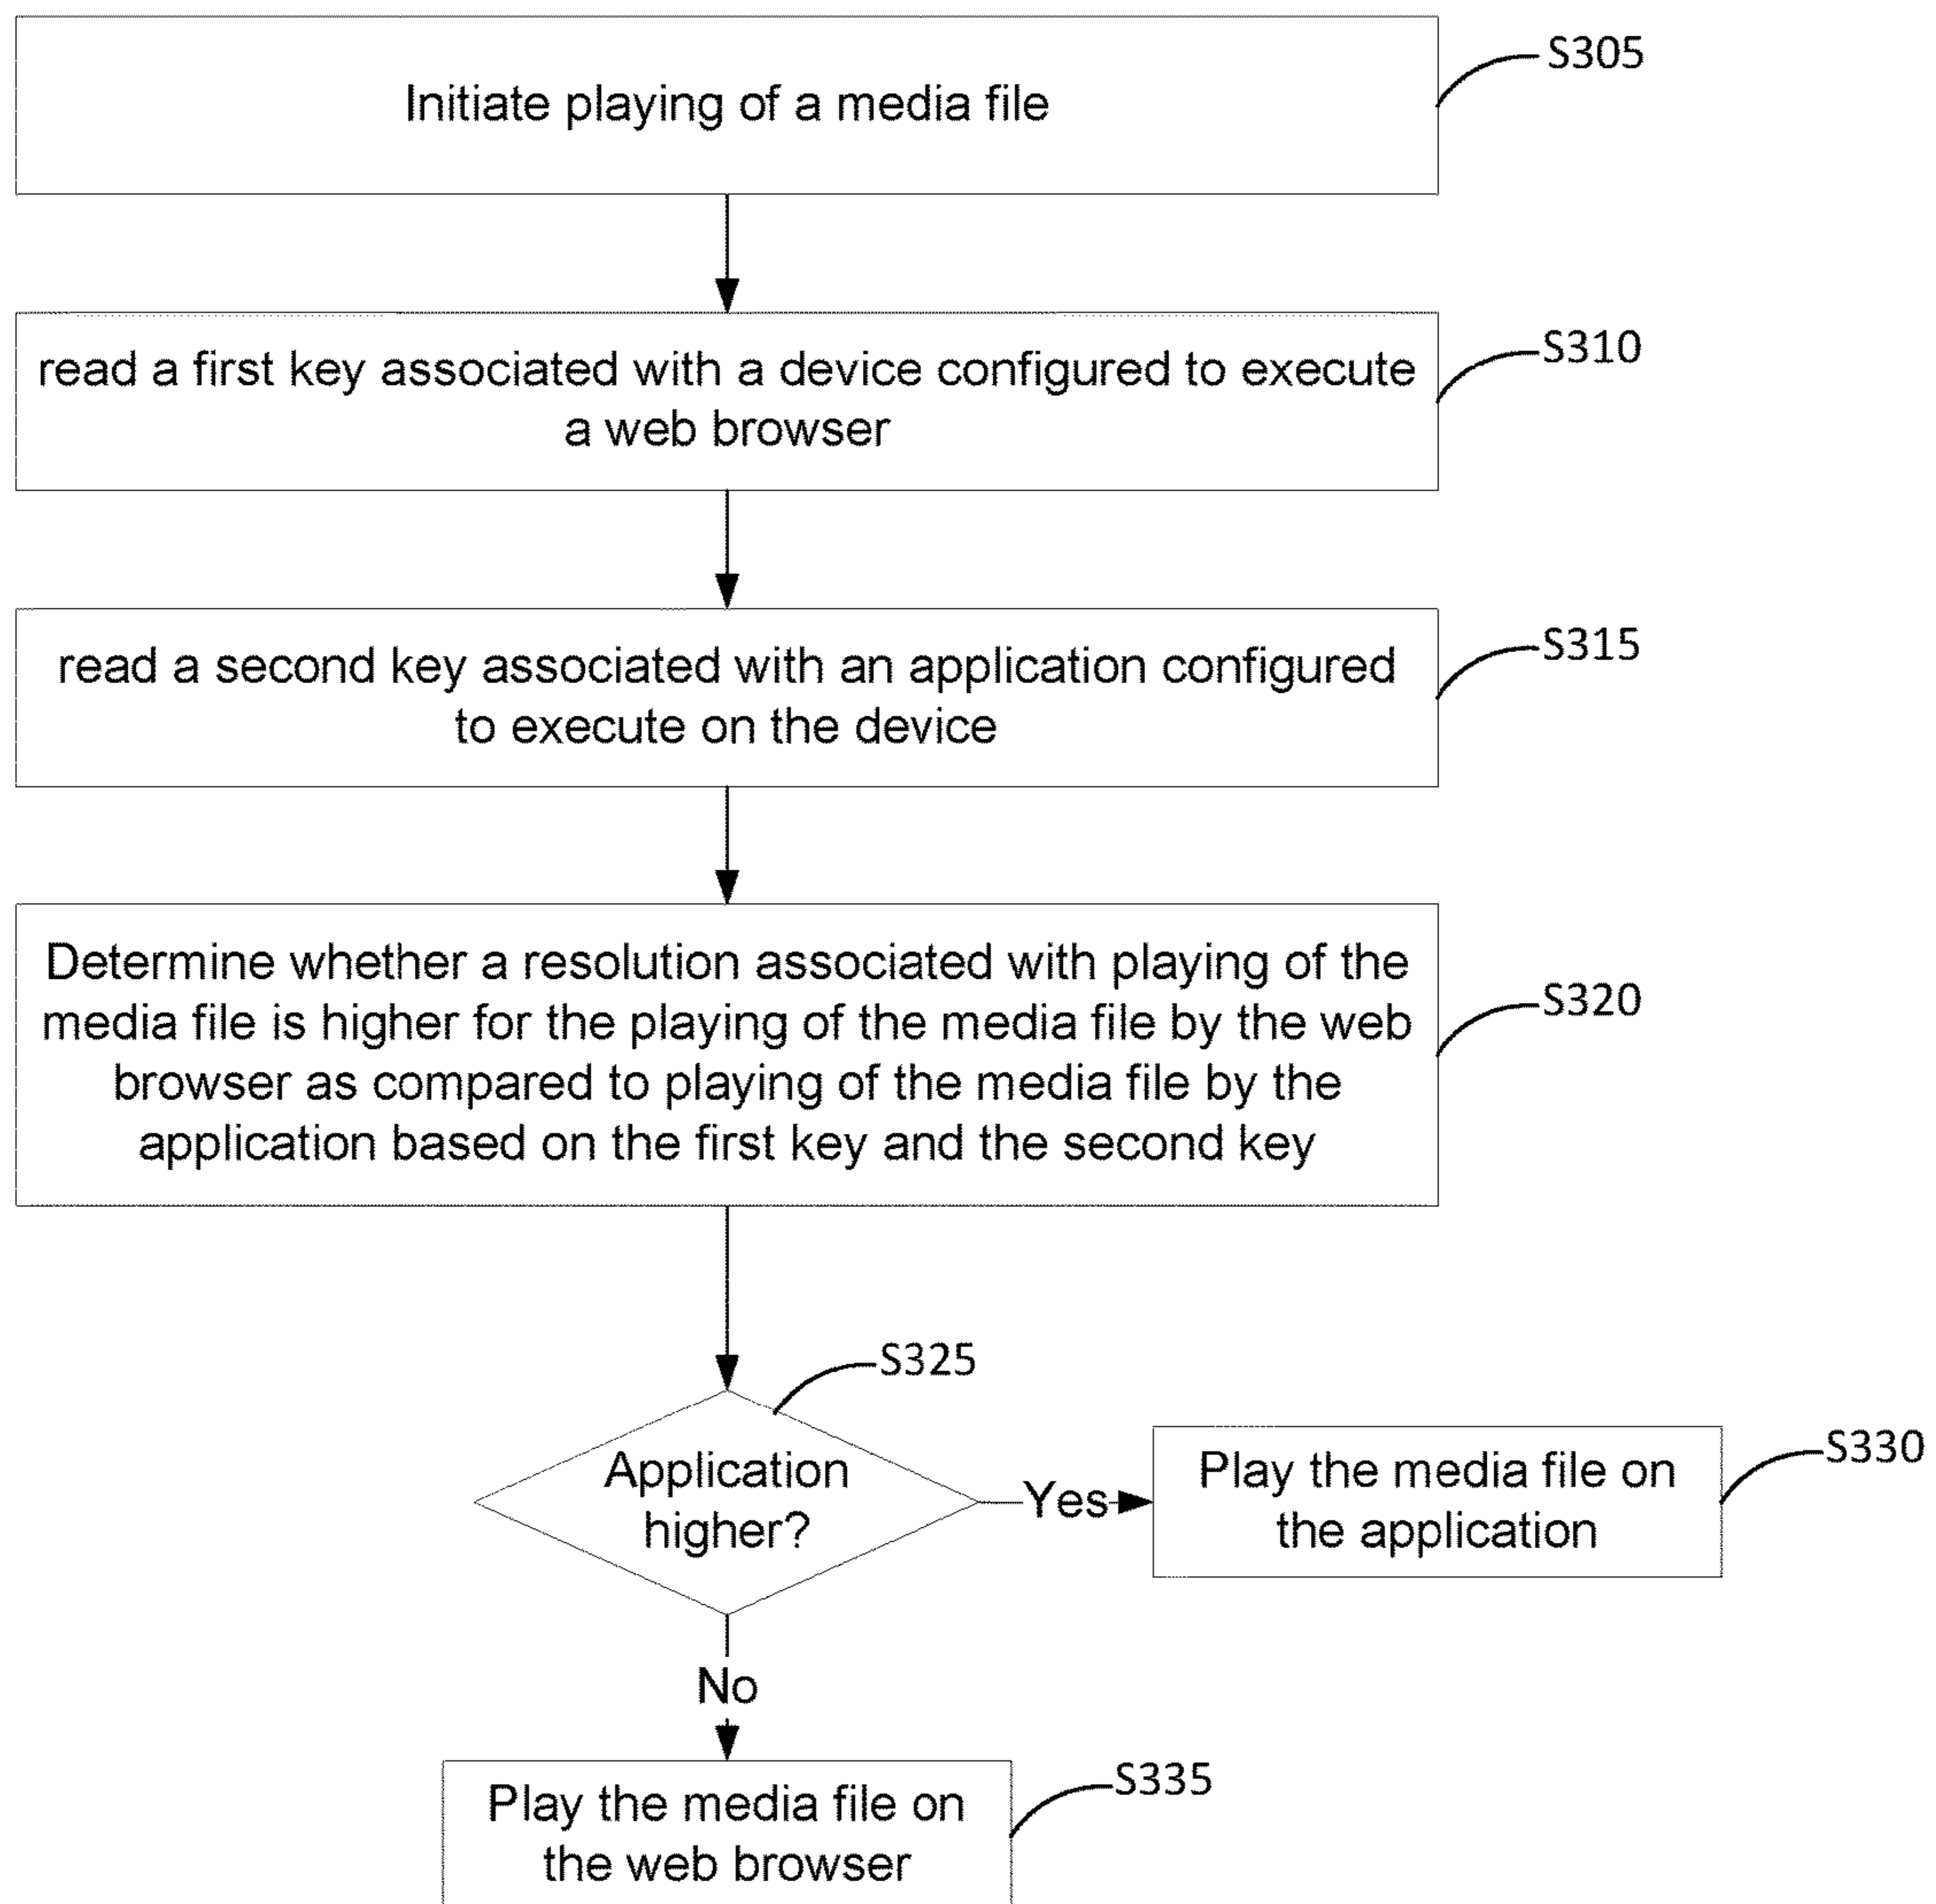 Initiate playing of a media file
S305
read a first key associated with a device configured to execute
a web browser
S310
read a second key associated with an application configured
to execute on the device
S315
Determine whether a resolution associated with playing of the
media file is higher for the playing of the media file by the web
browser as compared to playing of the media file by the
application based on the first key and the second key
S320
S325
Application
higher?
Yes
Play the media file on
the application
S330
No
Play the media file on
the web browser
S335